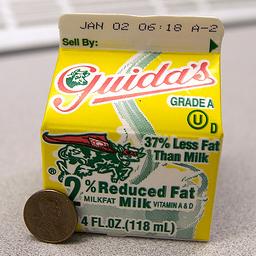 JAN 02 06:18 A-2
Sell By:
Guida's
®
GRADE A
U D
37% Less Fat
Than Milk
®
2% Reduced Fat
MILKFAT Milk VITAMIN A & D
4 FL.OZ.(118 mL)